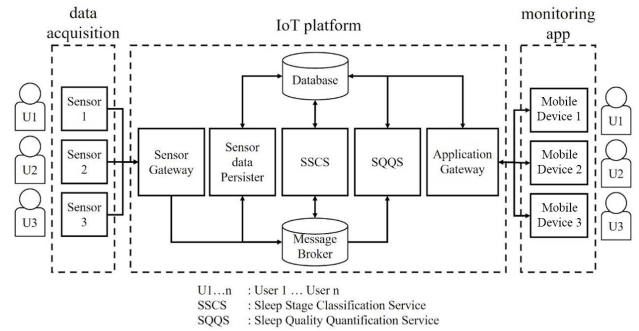 data
acquisition
IoT platform
monitoring
app
U1
U2
U3
Sensor
1
Sensor
2
Sensor
3
Sensor
Gateway
Sensor
data
Persister
Database
SSCS
Message
Broker
SQQS
Application
Gateway
Mobile
Device 1
Mobile
Device 2
Mobile
Device 3
U1
U2
U3
U1…n : User 1 … User n
SSCS : Sleep Stage Classification Service
SQQS : Sleep Quality Quantification Service